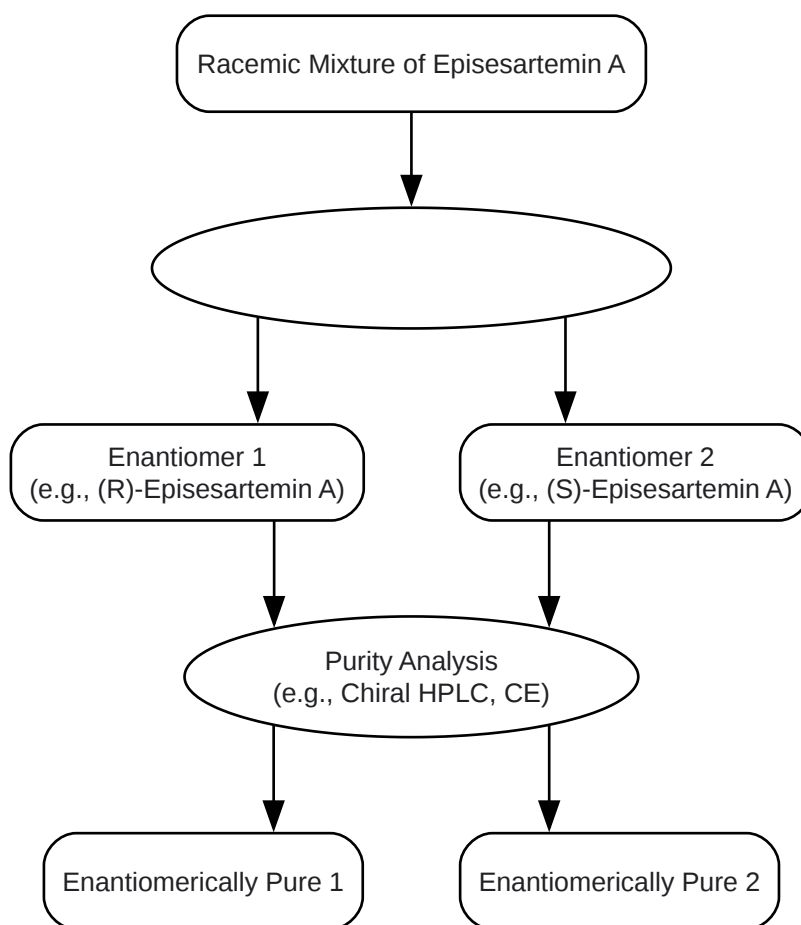 Racemic Mixture of Episesartemin A
Enantiomer 1
(e.g., (R)-Episesartemin A)
Enantiomer 2
(e.g., (S)-Episesartemin A)
Purity Analysis
(e.g., Chiral HPLC, CE)
Enantiomerically Pure 1
Enantiomerically Pure 2